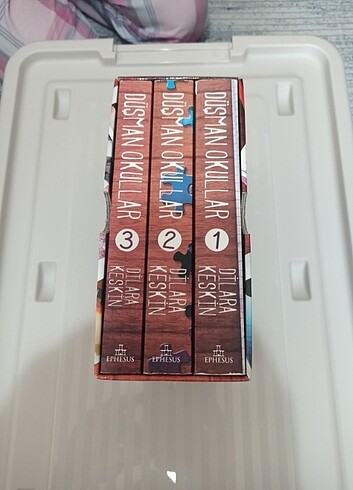 DÜŞMAN OKULLAR
3
DİLARA
KESKİN
EPHESUS
DÜŞMAN OKULLAR
2
DİLARA
KESKİN
EPHESUS
DÜŞMAN OKULLAR
1
DİLARA
KESKİN
EPHESUS